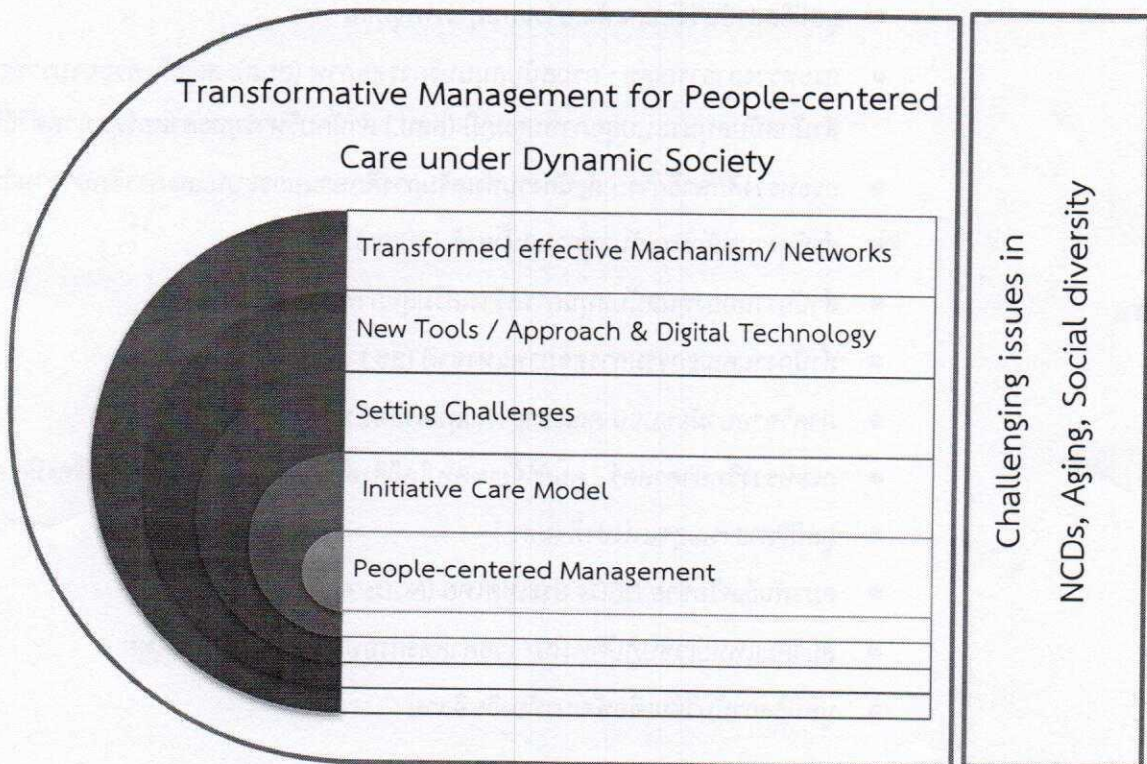 Transformative Management for People-centered
Care under Dynamic Society
Transformed effective Machanism/ Networks
New Tools / Approach & Digital Technology
Setting Challenges
Initiative Care Model
People-centered Management
Challenging issues in
NCDs, Aging, Social diversity